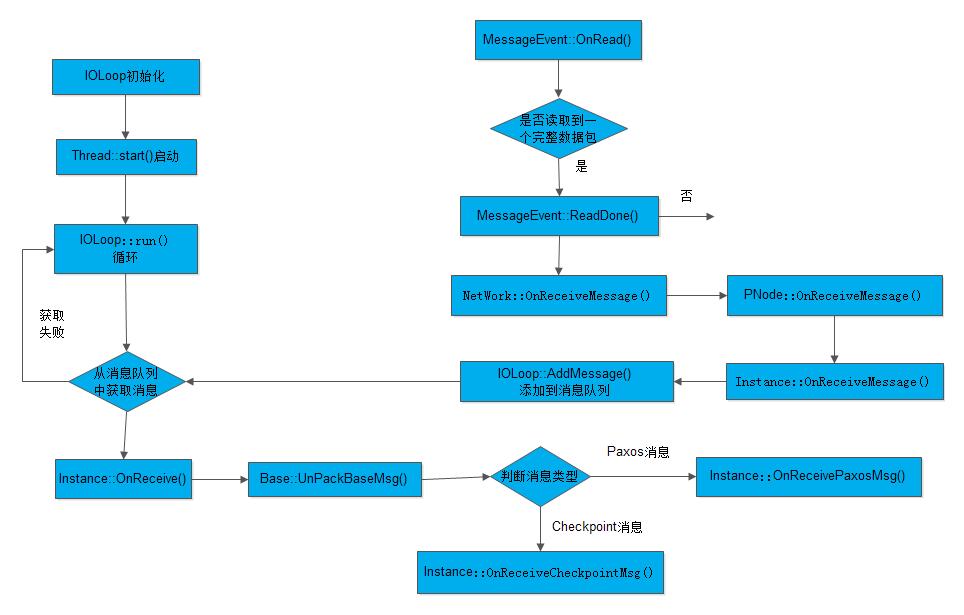 MessageEvent::OnRead()
IOLoop初始化
是否读取到一
个完整数据包
Thread::start()启动
是
否
MessageEvent::ReadDone()
IOLoop::run()
循环
NetWork::OnReceiveMessage()
PNode::OnReceiveMessage()
获取
失败
从消息队列
中获取消息
IOLoop::AddMessage()
添加到消息队列
Instance::OnReceiveMessage()
Instance::OnReceive()
Base::UnPackBaseMsg()
判断消息类型
Paxos消息
Instance::OnReceivePaxosMsg()
Checkpoint消息
Instance::OnReceiveCheckpointMsg()